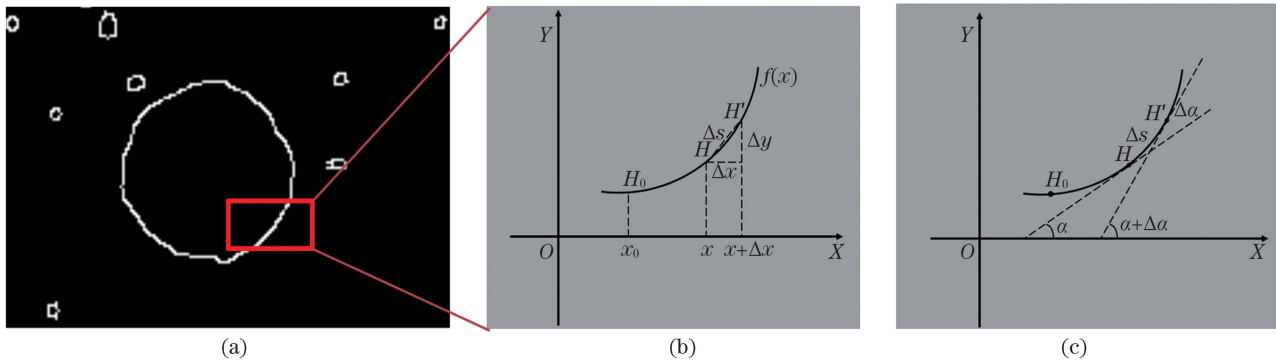 Y
f(x)
H'
Δs
H
Δy
Δx
H₀
O
x₀
x
x+Δx
X
Y
H'
Δα
Δs
H
H₀
α
α+Δα
O
X
(a)
(b)
(c)